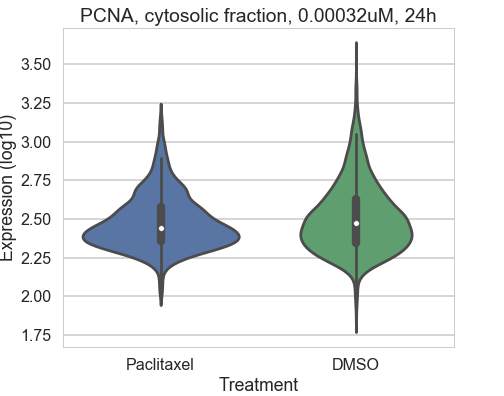 PCNA, cytosolic fraction, 0.00032uM, 24h
Expression (log10)
3.50
3.25
3.00
2.75
2.50
2.25
2.00
1.75
Paclitaxel DMSO
Treatment